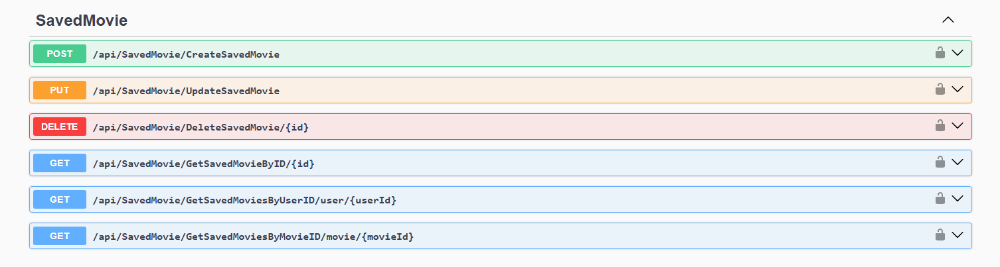 SavedMovie
POST /api/SavedMovie/CreateSavedMovie
PUT /api/SavedMovie/UpdateSavedMovie
DELETE /api/SavedMovie/DeleteSavedMovie/{id}
GET /api/SavedMovie/GetSavedMovieByID/{id}
GET /api/SavedMovie/GetSavedMoviesByUserID/user/{userId}
GET /api/SavedMovie/GetSavedMoviesByMovieID/movie/{movieId}